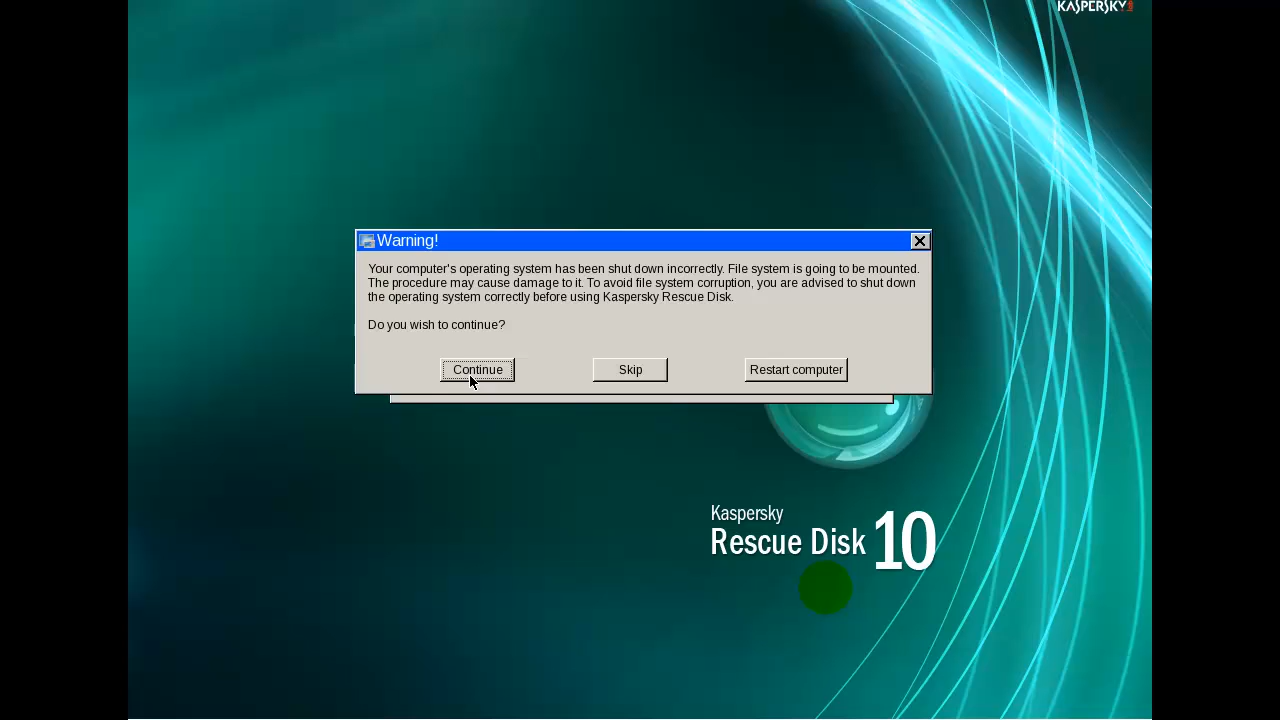 KASPERSKY
Warning!
Your computer's operating system has been shut down incorrectly. File system is going to be mounted.
The procedure may cause damage to it. To avoid file system corruption, you are advised to shut down
the operating system correctly before using Kaspersky Rescue Disk.
Do you wish to continue?
Continue Skip Restart computer
Kaspersky
Rescue Disk 10